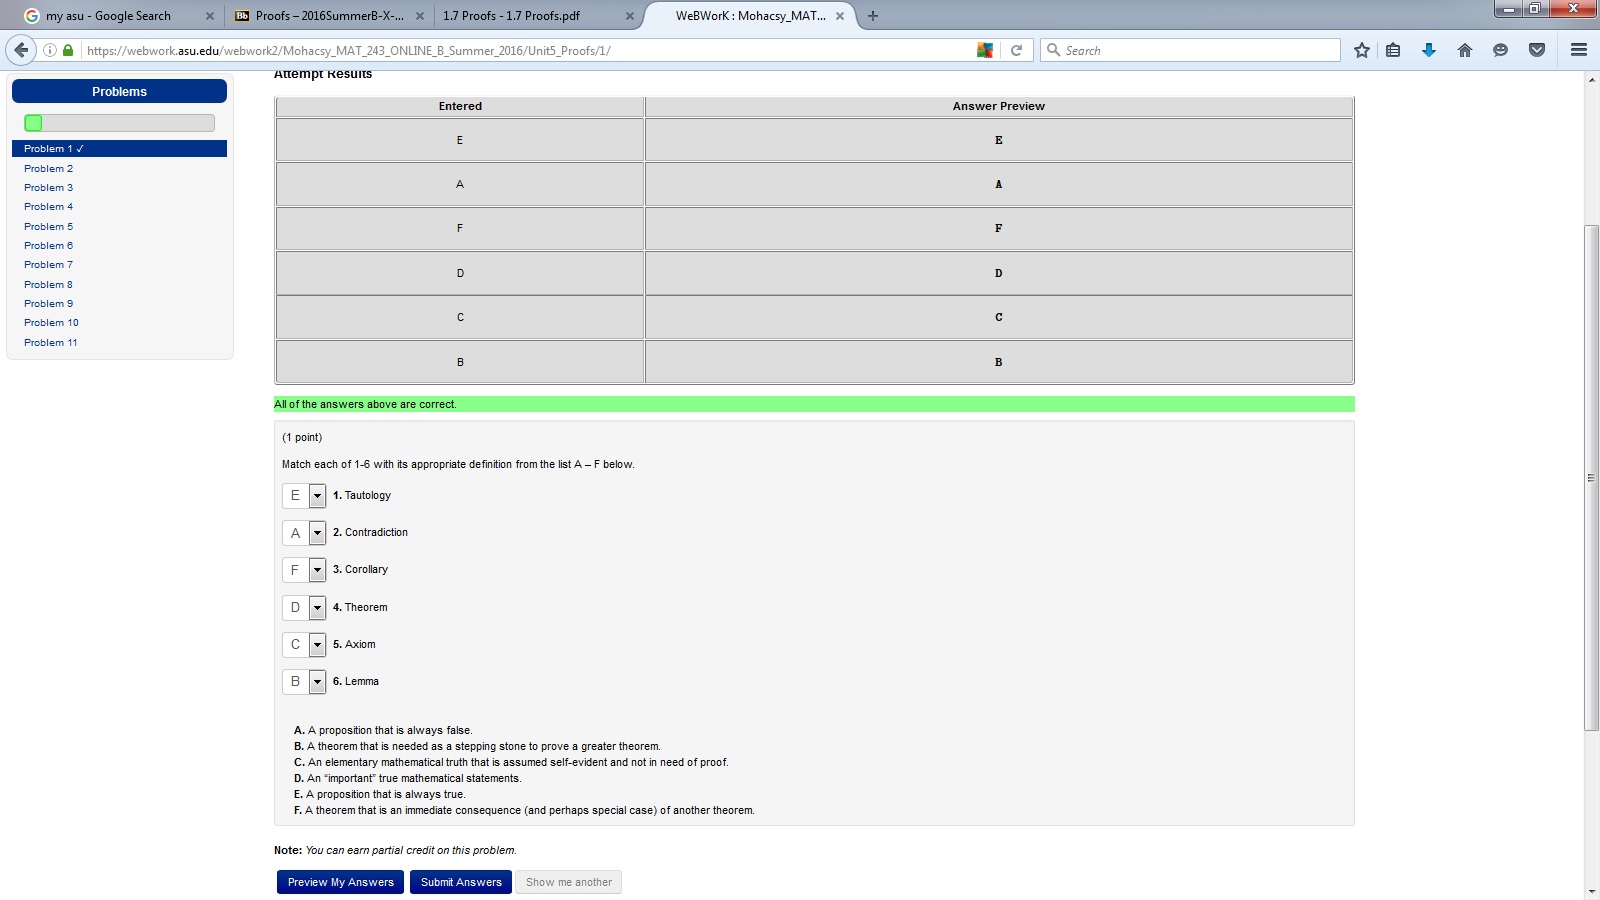 my asu - Google Search
Bb Proofs – 2016SummerB-X-...
1.7 Proofs - 1.7 Proofs.pdf
WeBWorK : Mohacsy_MAT...
https://webwork.asu.edu/webwork2/Mohacsy_MAT_243_ONLINE_B_Summer_2016/Unit5_Proofs/1/
Search
Problems
Problem 1 ✓
Problem 2
Problem 3
Problem 4
Problem 5
Problem 6
Problem 7
Problem 8
Problem 9
Problem 10
Problem 11
Attempt Results
Entered Answer Preview
E E
A A
F F
D D
C C
B B
All of the answers above are correct.
(1 point)
Match each of 1-6 with its appropriate definition from the list A – F below.
E 1. Tautology
A 2. Contradiction
F 3. Corollary
D 4. Theorem
C 5. Axiom
B 6. Lemma
A. A proposition that is always false.
B. A theorem that is needed as a stepping stone to prove a greater theorem.
C. An elementary mathematical truth that is assumed self-evident and not in need of proof.
D. An “important” true mathematical statements.
E. A proposition that is always true.
F. A theorem that is an immediate consequence (and perhaps special case) of another theorem.
Note: You can earn partial credit on this problem.
Preview My Answers Submit Answers Show me another